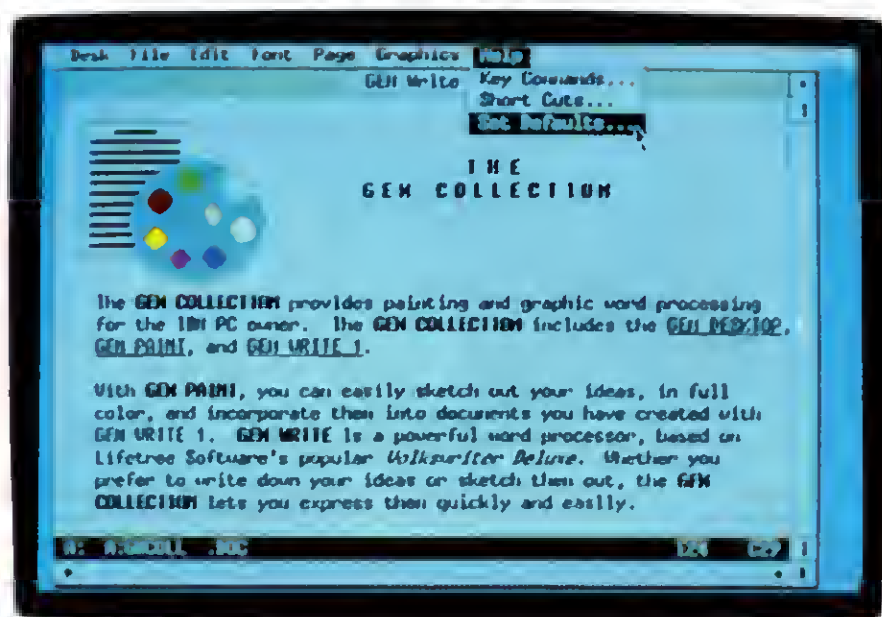 Desk File Edit Font Page Graphics Help
GEM Write
Key Commands...
Short Cuts...
Set Defaults...
THE
GEM COLLECTION
The GEM COLLECTION provides painting and graphic word processing
for the IBM PC owner. The GEM COLLECTION includes the GEM DESKTOP,
GEM PAINT, and GEM WRITE 1.
With GEM PAINT, you can easily sketch out your ideas, in full
color, and incorporate them into documents you have created with
GEM WRITE 1. GEM WRITE is a powerful word processor, based on
Lifetree Software's popular Volkswriter Deluxe. Whether you
prefer to write down your ideas or sketch them out, the GEM
COLLECTION lets you express them quickly and easily.
A: A:GMCOLL .DOC